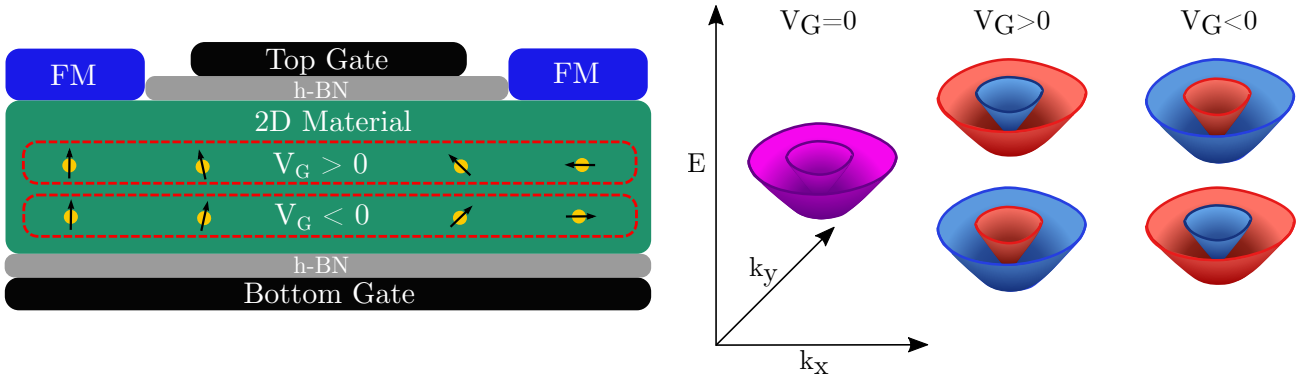 FM
Top Gate
FM
h-BN
2D Material
V_G > 0
V_G < 0
h-BN
Bottom Gate
V_G=0
V_G>0
V_G<0
E
k_y
k_x